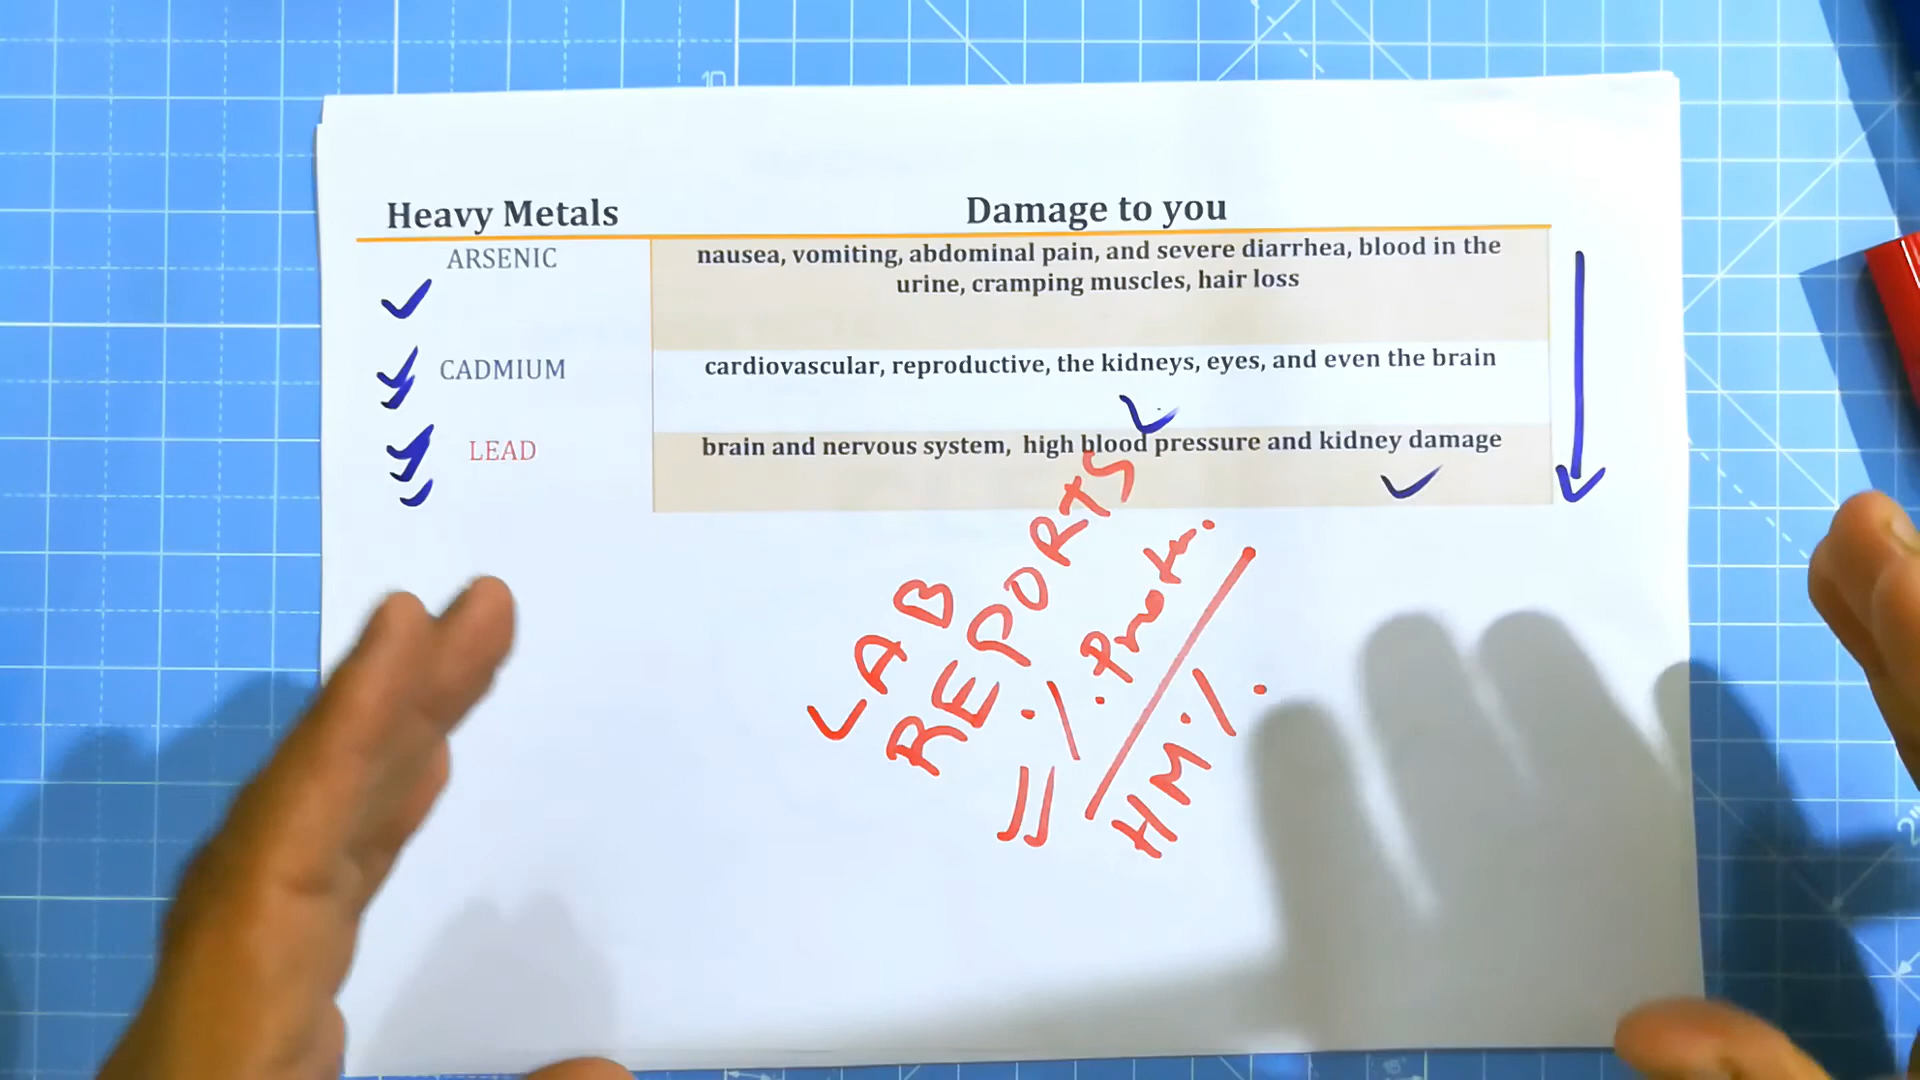 10
Heavy Metals
Damage to you
ARSENIC
nausea, vomiting, abdominal pain, and severe diarrhea, blood in the
urine, cramping muscles, hair loss
CADMIUM
cardiovascular, reproductive, the kidneys, eyes, and even the brain
LEAD
brain and nervous system, high blood pressure and kidney damage
LAB
REPORTS
HM%.